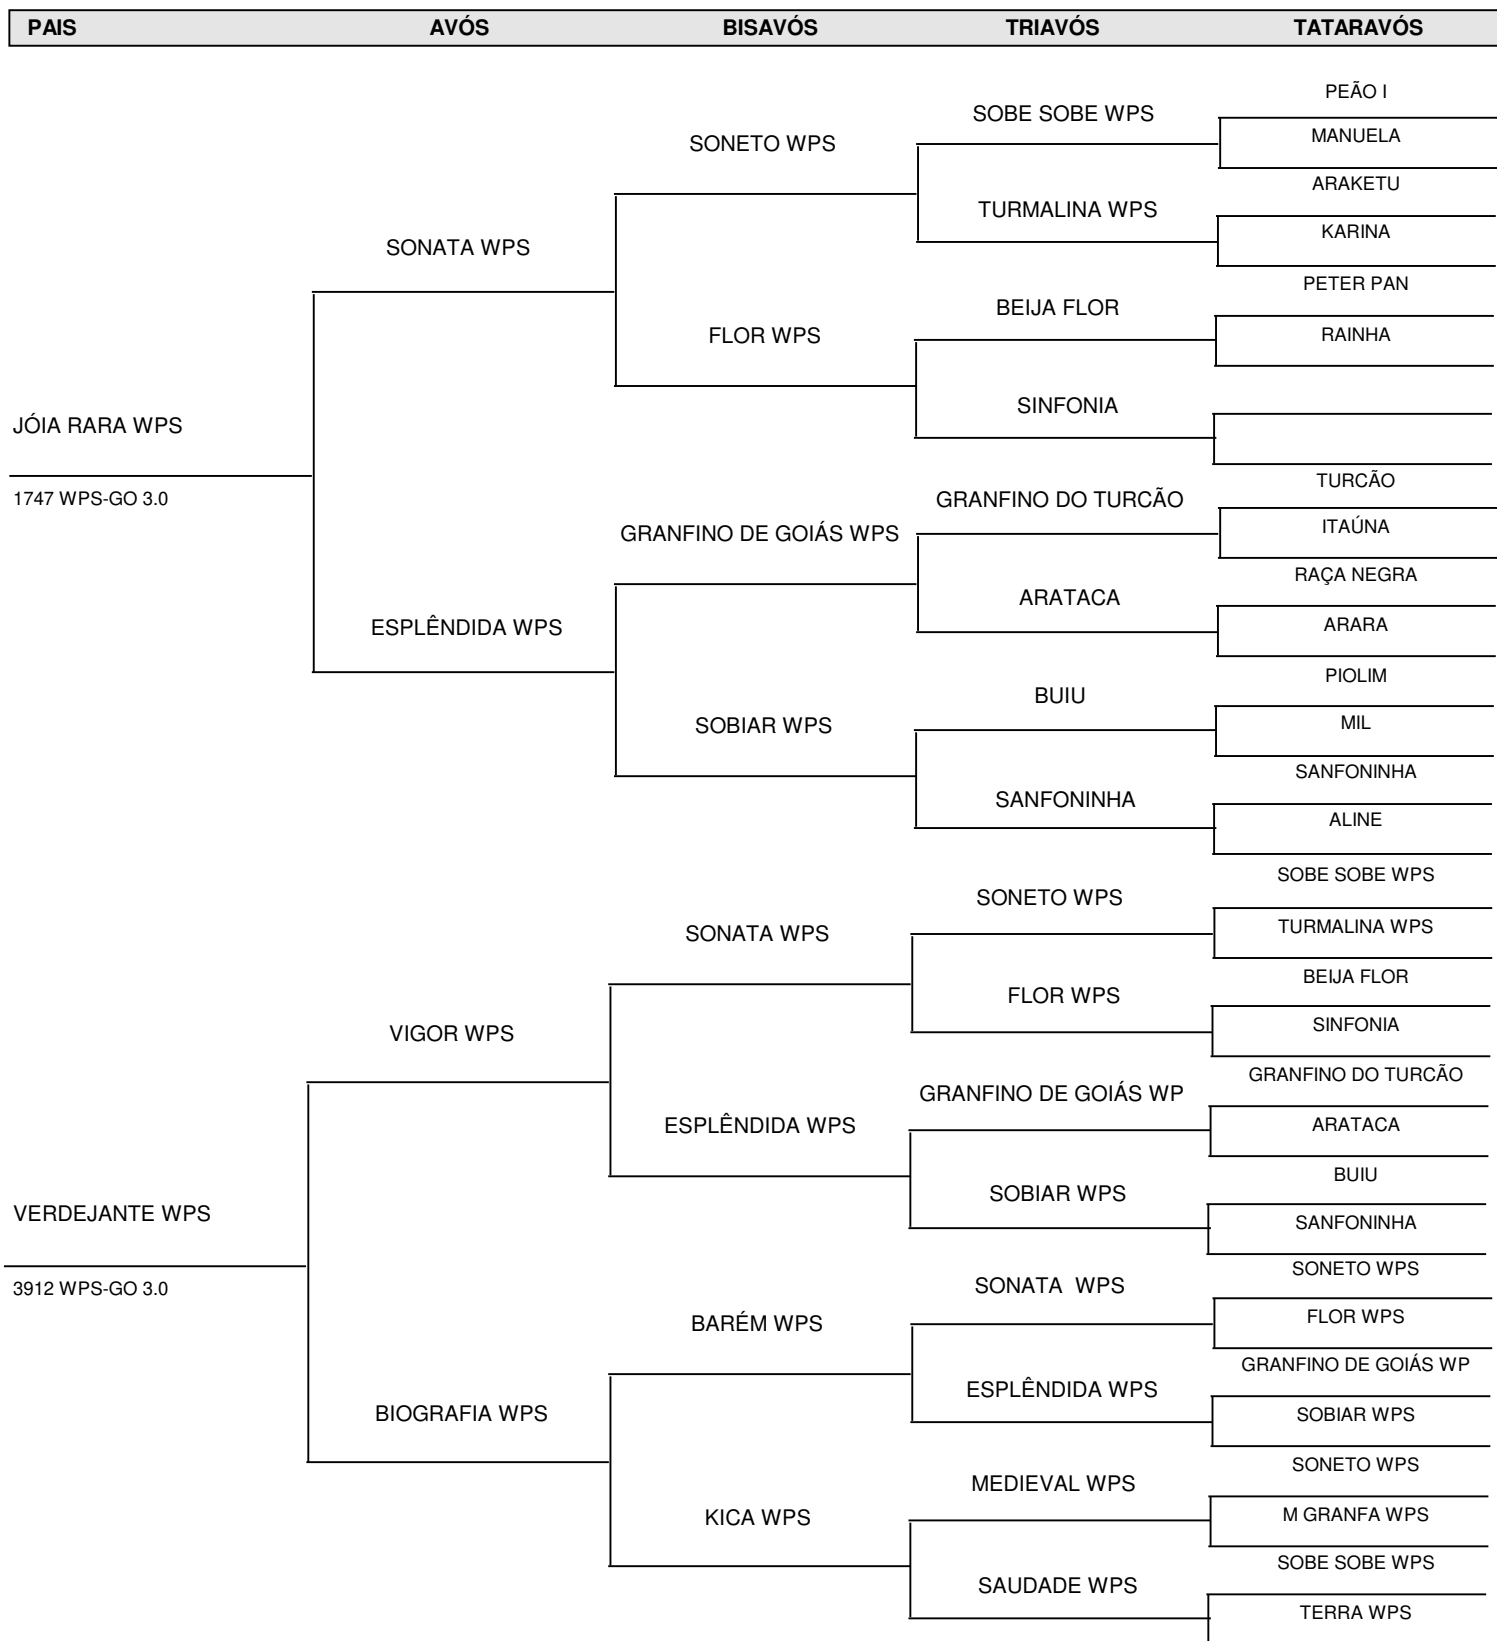 PAIS AVÓS BISAVÓS TRIAVÓS TATARAVÓS
PEÃO I
SOBE SOBE WPS
MANUELA
SONETO WPS
ARAKETU
TURMALINA WPS
KARINA
SONATA WPS
PETER PAN
BEIJA FLOR
RAINHA
FLOR WPS
SINFONIA
JÓIA RARA WPS
TURCÃO
1747 WPS-GO 3.0
GRANFINO DO TURCÃO
ITAÚNA
GRANFINO DE GOIÁS WPS
RAÇA NEGRA
ARATACA
ARARA
ESPLÊNDIDA WPS
PIOLIM
BUIU
MIL
SOBIAR WPS
SANFONINHA
SANFONINHA
ALINE
SOBE SOBE WPS
SONETO WPS
TURMALINA WPS
SONATA WPS
BEIJA FLOR
FLOR WPS
SINFONIA
VIGOR WPS
GRANFINO DO TURCÃO
GRANFINO DE GOIÁS WP
ARATACA
ESPLÊNDIDA WPS
BUIU
SOBIAR WPS
SANFONINHA
VERDEJANTE WPS
SONETO WPS
3912 WPS-GO 3.0
SONATA WPS
FLOR WPS
BARÉM WPS
GRANFINO DE GOIÁS WP
ESPLÊNDIDA WPS
SOBIAR WPS
BIOGRAFIA WPS
SONETO WPS
MEDIEVAL WPS
M GRANFA WPS
KICA WPS
SOBE SOBE WPS
SAUDADE WPS
TERRA WPS